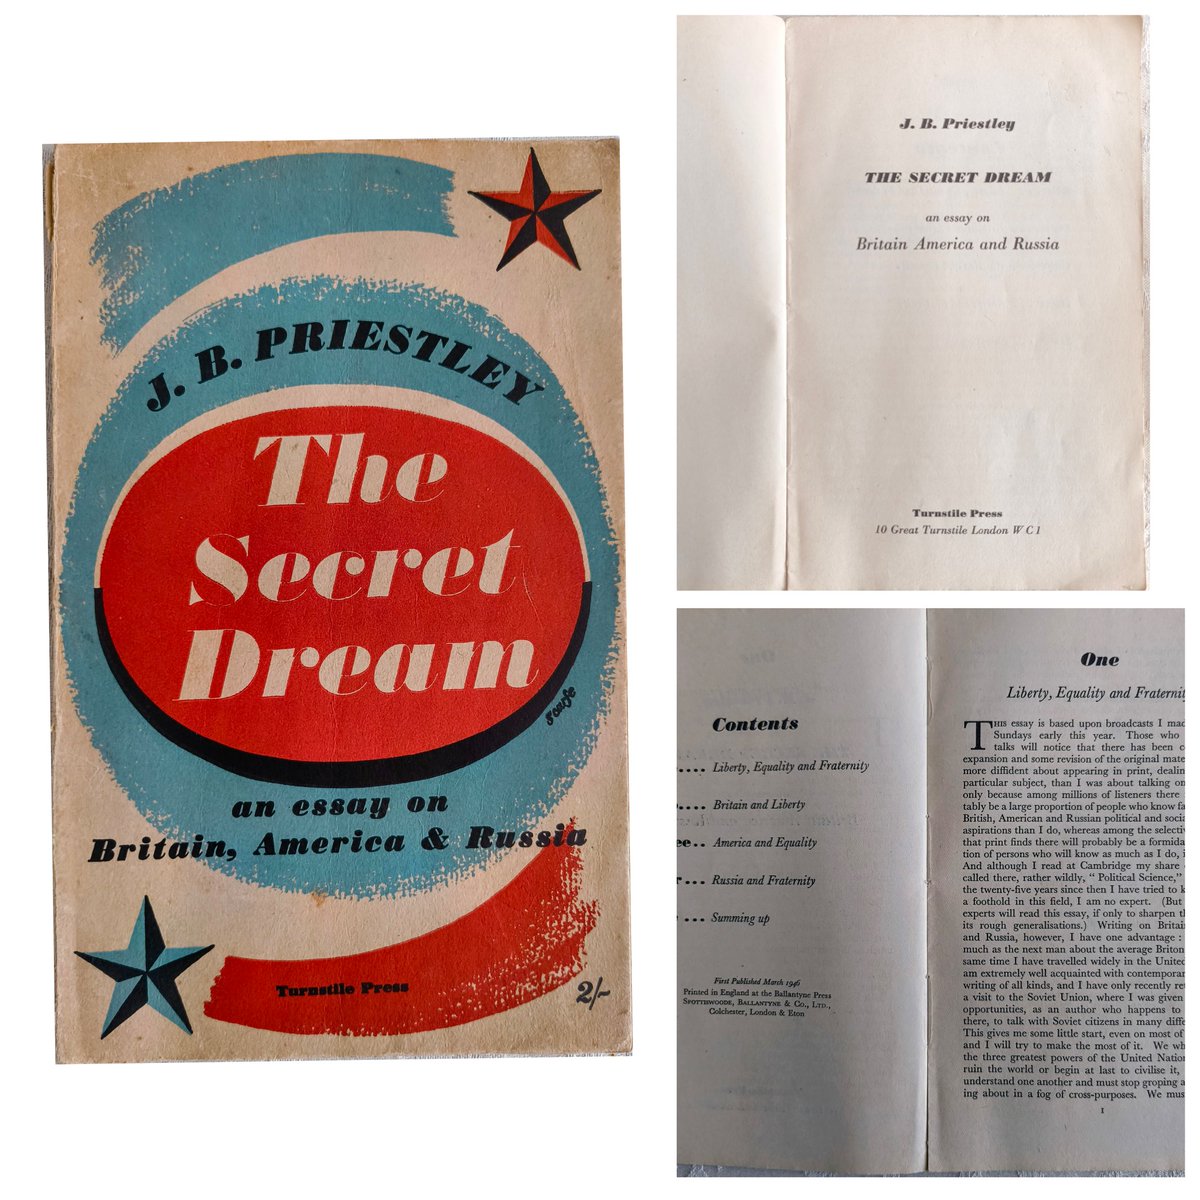 J. B. PRIESTLEY
The
Secret
Dream
Scarfe
an essay on
Britain, America & Russia
Turnstile Press
2/-
J. B. Priestley
THE SECRET DREAM
an essay on
Britain America and Russia
Turnstile Press
10 Great Turnstile London W C 1
Contents
.... Liberty, Equality and Fraternity
.... Britain and Liberty
.. America and Equality
.... Russia and Fraternity
.... Summing up
First Published March 1946
Printed in England at the Ballantyne Press
SPOTTISWOODE, BALLANTYNE & CO., LTD.,
Colchester, London & Eton
One
Liberty, Equality and Fraternity
THIS essay is based upon broadcasts I mad
Sundays early this year. Those who
talks will notice that there has been c
expansion and some revision of the original mate
more diffident about appearing in print, dealin
particular subject, than I was about talking on
only because among millions of listeners there
tably be a large proportion of people who know fa
British, American and Russian political and socia
aspirations than I do, whereas among the selectiv
that print finds there will probably be a formida
tion of persons who will know as much as I do, i
And although I read at Cambridge my share
called there, rather wildly, “ Political Science,”
the twenty-five years since then I have tried to k
a foothold in this field, I am no expert. (But
experts will read this essay, if only to sharpen th
its rough generalisations.) Writing on Britain
and Russia, however, I have one advantage :
much as the next man about the average Briton
same time I have travelled widely in the United
am extremely well acquainted with contemporar
writing of all kinds, and I have only recently ret
a visit to the Soviet Union, where I was given
opportunities, as an author who happens to
there, to talk with Soviet citizens in many diffe
This gives me some little start, even on most of
and I will try to make the most of it. We wh
the three greatest powers of the United Nation
ruin the world or begin at last to civilise it,
understand one another and must stop groping a
ing about in a fog of cross-purposes. We mus
1